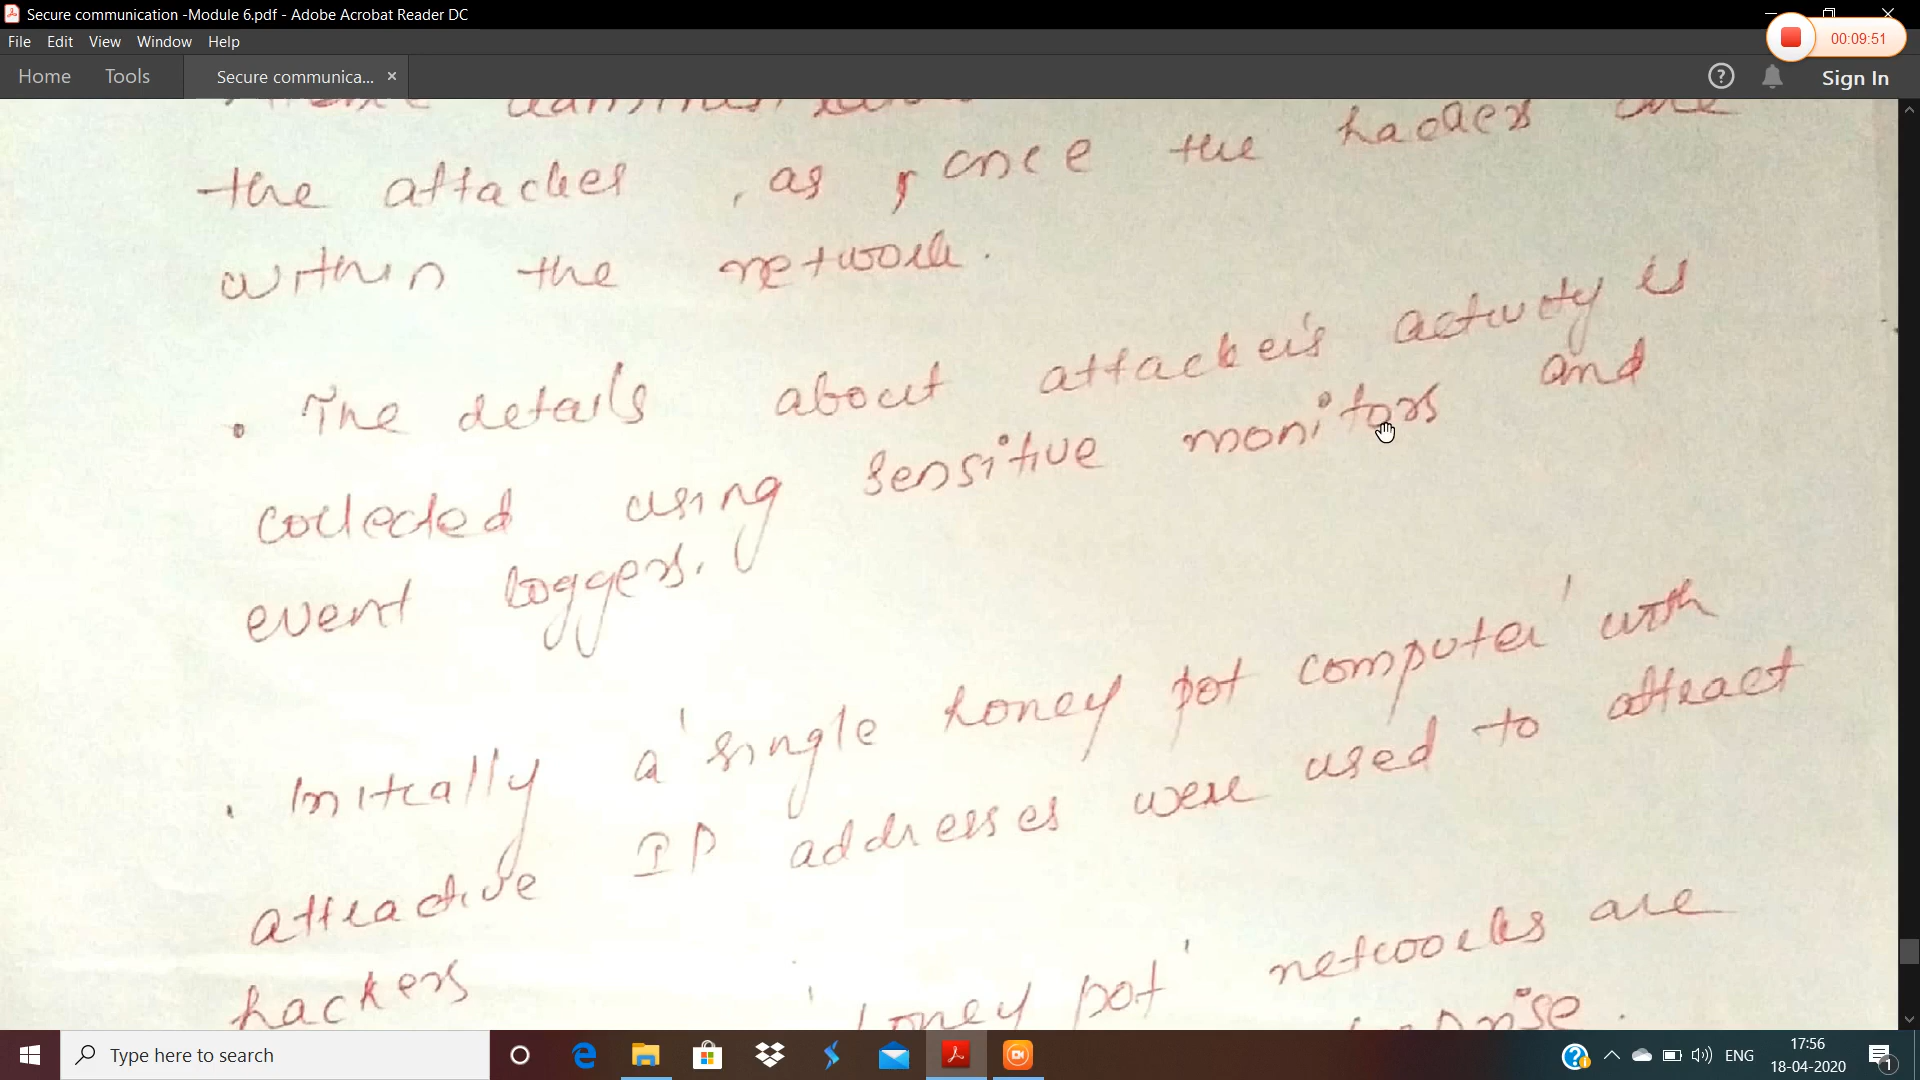 Secure communication -Module 6.pdf - Adobe Acrobat Reader DC
00:09:51
File Edit View Window Help
Home Tools Secure communica... × Sign In
the hacker are
the attacker , as , once
within the network.
• The details about attacker's activity is
collected using sensitive monitors and
event loggers.
• Initially a 'single honey pot computer' with
attractive IP addresses were used to attract
hackers
'honey pot' networks are
Type here to search
ENG
17:56
18-04-2020
1